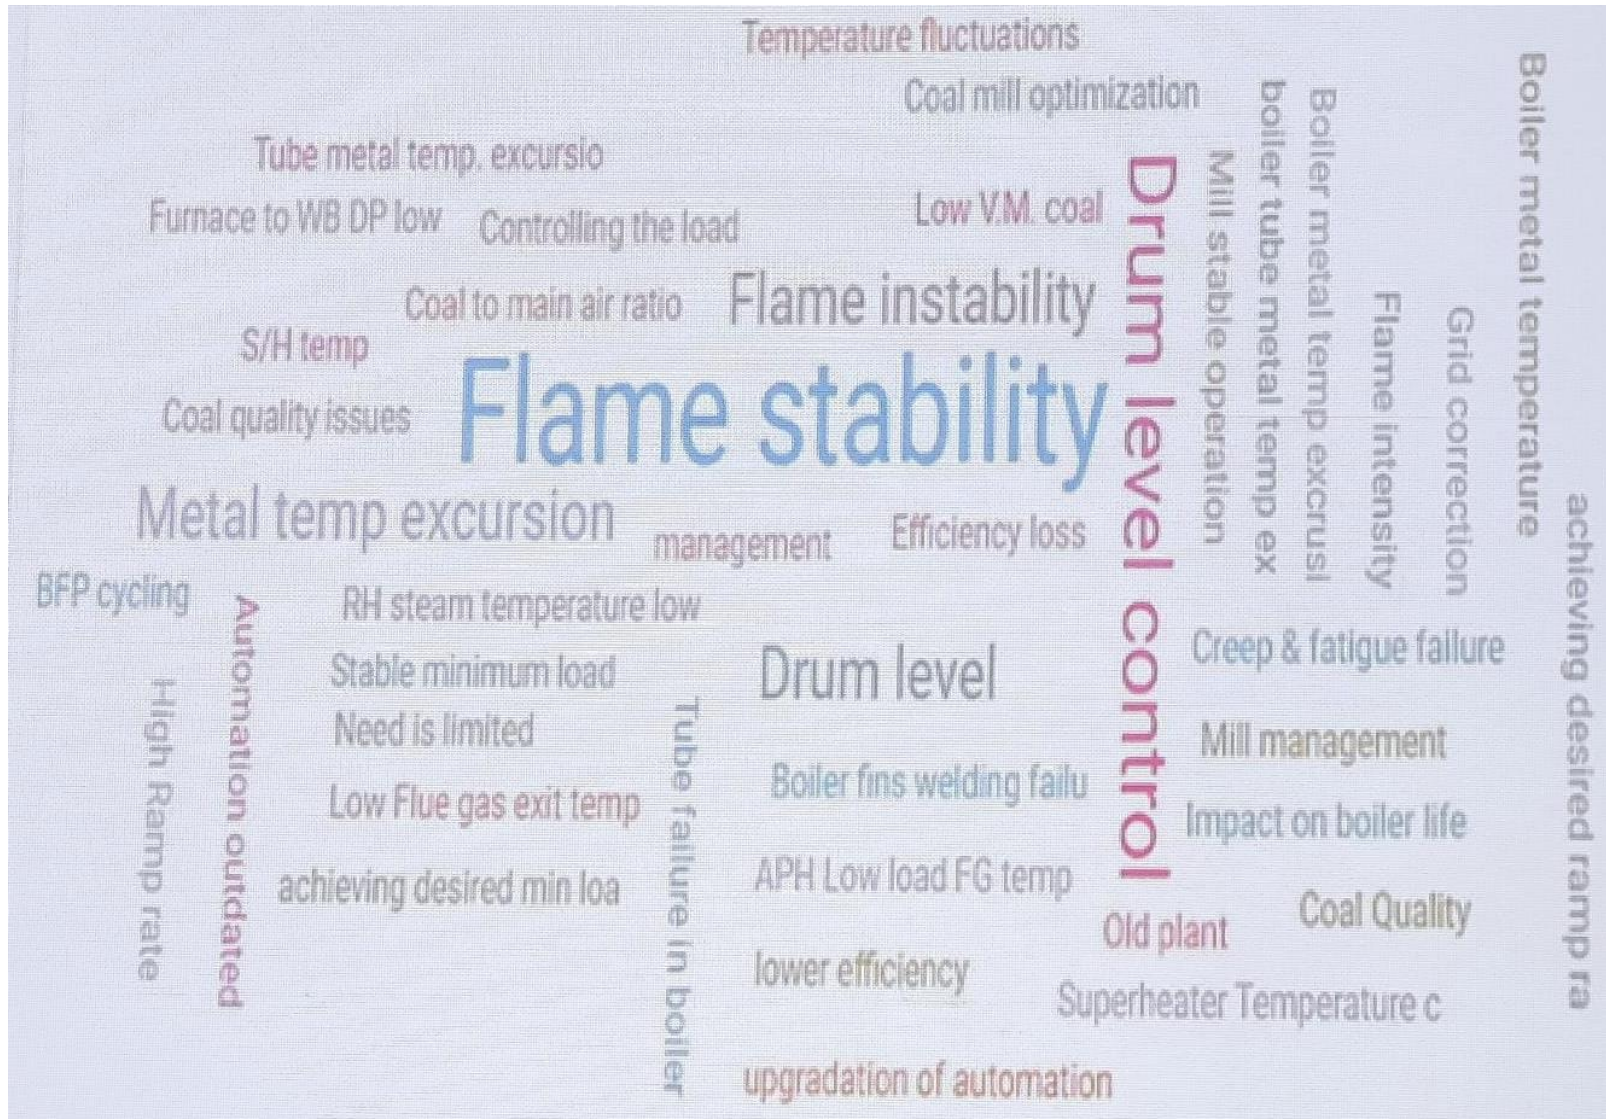 Temperature fluctuations
Coal mill optimization
Tube metal temp. excursio
Furnace to WB DP low
Controlling the load
Low V.M. coal
Coal to main air ratio
Flame instability
S/H temp
Flame stability
Coal quality issues
Metal temp excursion
management
Efficiency loss
Drum level control
Mill stable operation
boiler tube metal temp ex
Boiler metal temp excrusi
Flame intensity
Grid correction
Boiler metal temperature
achieving desired ramp ra
BFP cycling
Automation outdated
High Ramp rate
RH steam temperature low
Stable minimum load
Need is limited
Low Flue gas exit temp
achieving desired min loa
Tube failure in boiler
Drum level
Boiler fins welding failu
APH Low load FG temp
lower efficiency
upgradation of automation
Creep & fatigue failure
Mill management
Impact on boiler life
Coal Quality
Old plant
Superheater Temperature c